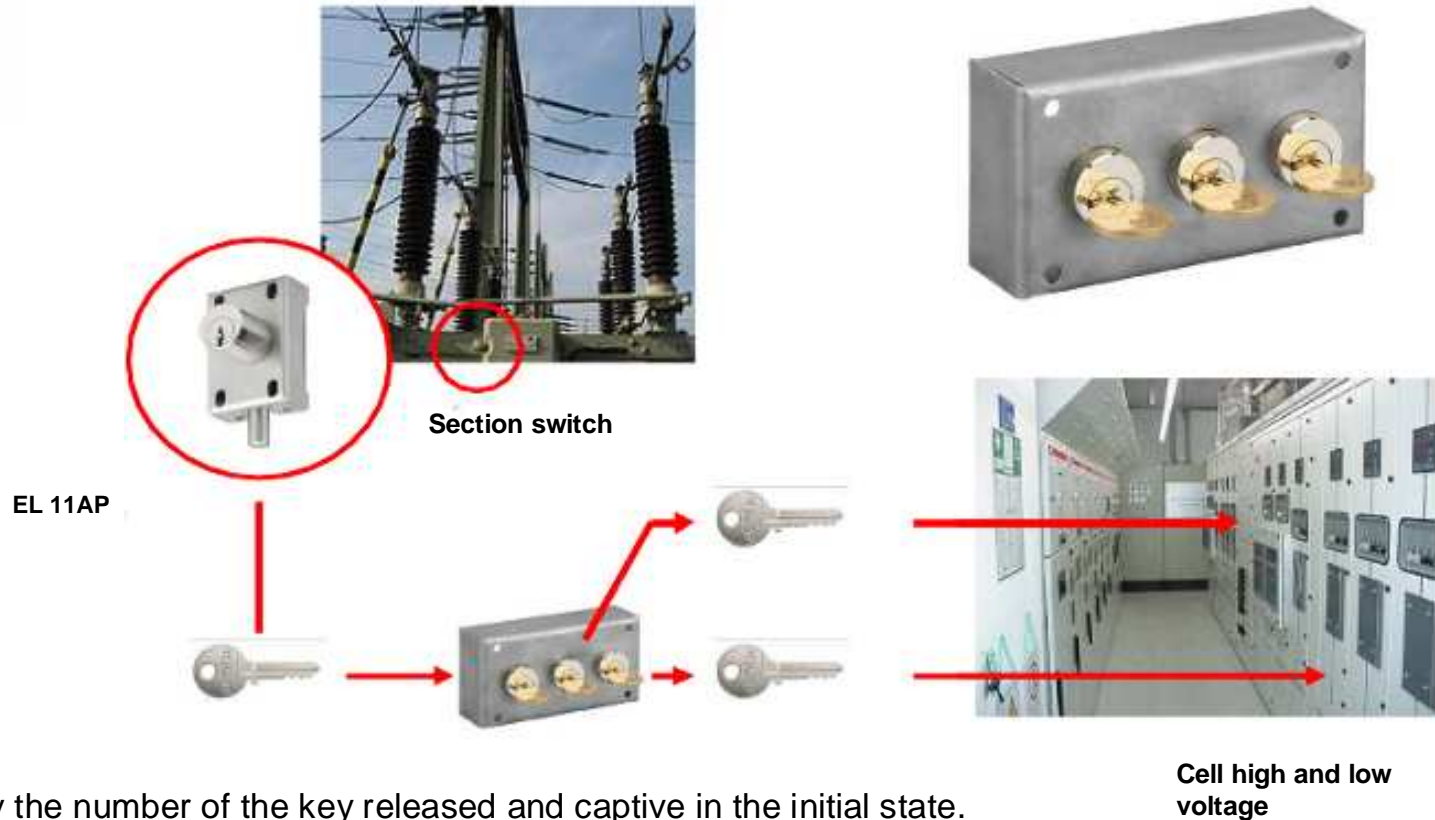 Section switch
EL 11AP
Cell high and low
voltage
the number of the key released and captive in the initial state.